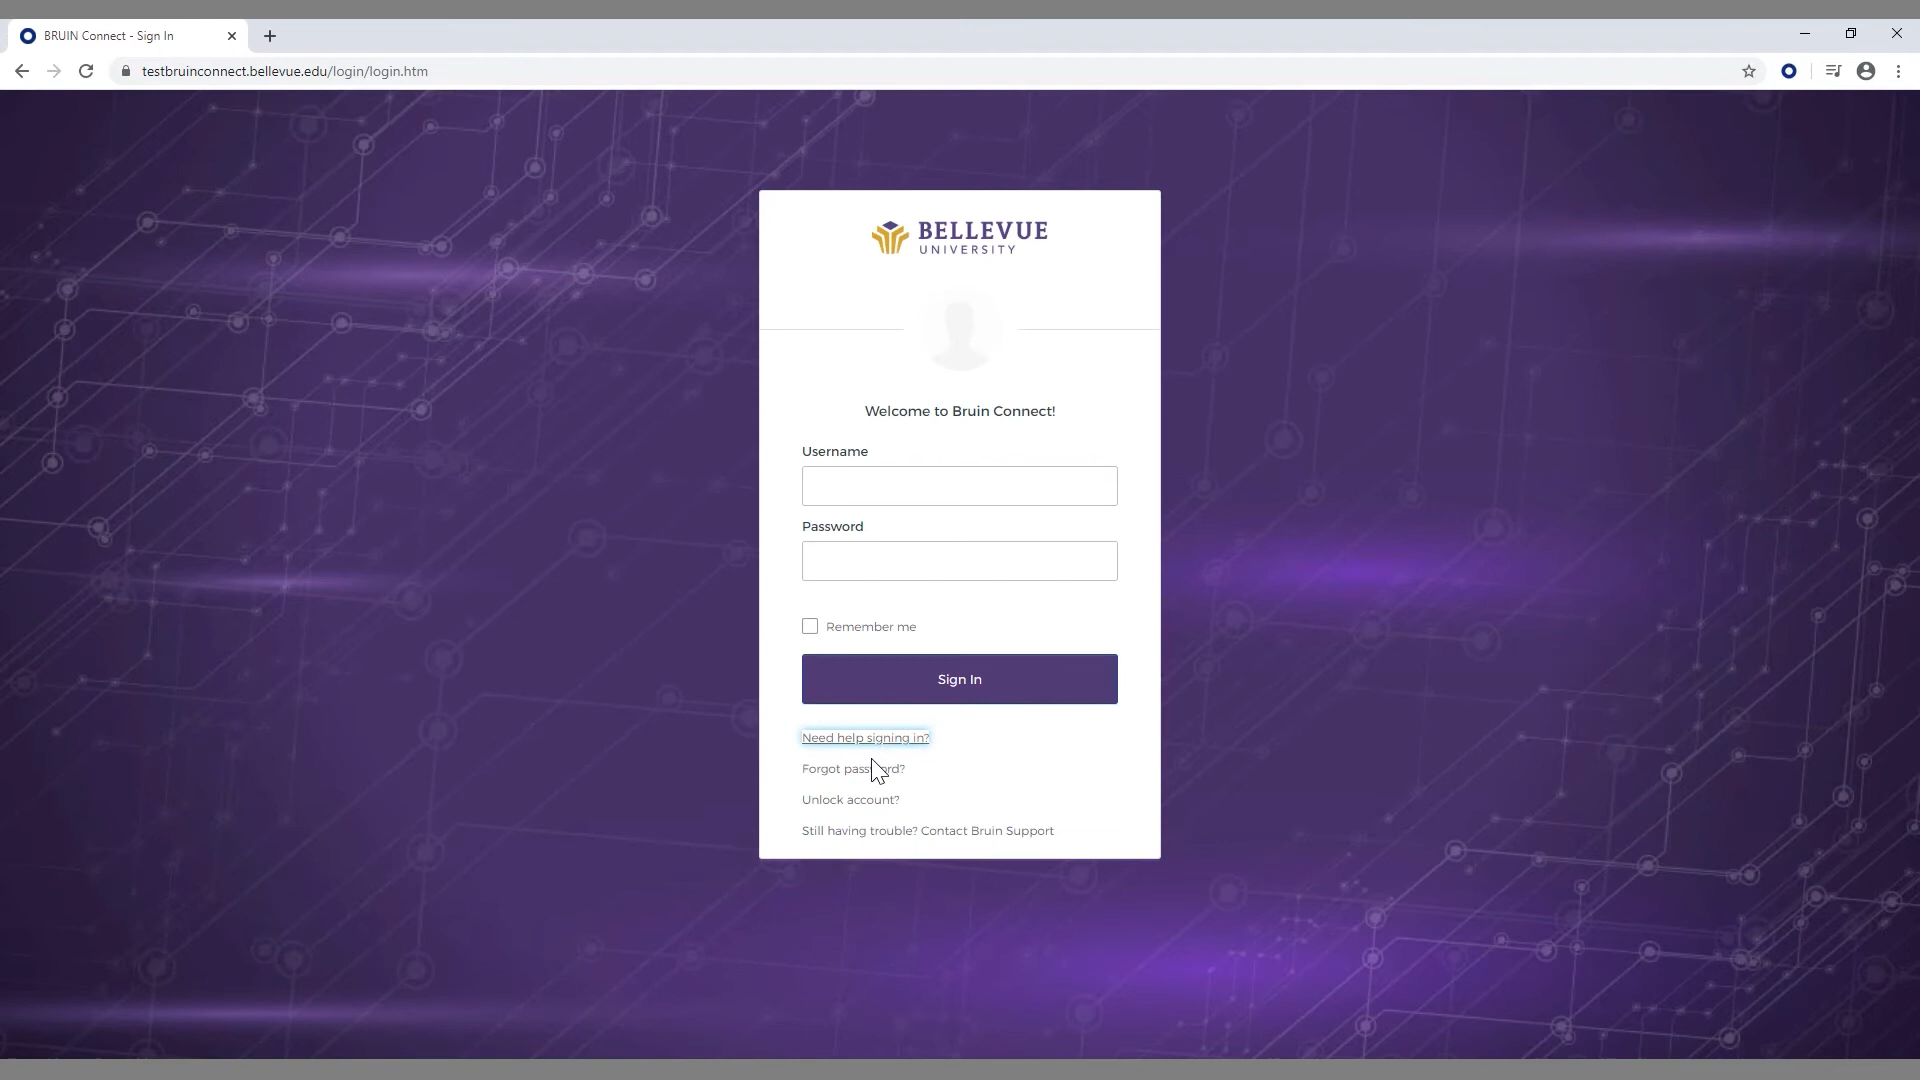 BRUIN Connect - Sign In
testbruinconnect.bellevue.edu/login/login.htm
BELLEVUE
UNIVERSITY
Welcome to Bruin Connect!
Username
Password
Remember me
Sign In
Need help signing in?
Forgot password?
Unlock account?
Still having trouble? Contact Bruin Support